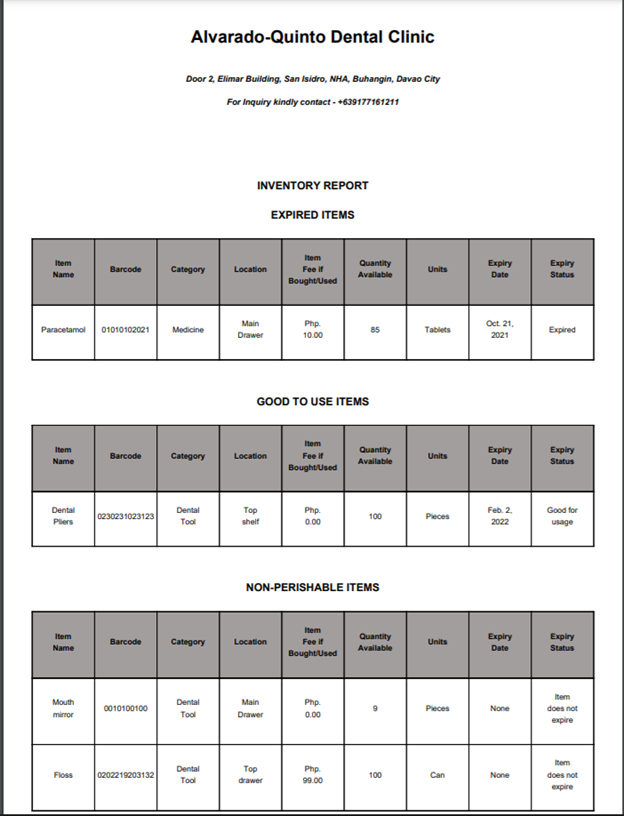 Alvarado-Quinto Dental Clinic
Door 2, Elimar Building, San Isidro, NHA, Buhangin, Davao City
For Inquiry kindly contact - +639177161211
INVENTORY REPORT
EXPIRED ITEMS
Item Name Barcode Category Location Item Fee if Bought/Used Quantity Available Units Expiry Date Expiry Status
Paracetamol 01010102021 Medicine Main Drawer Php. 10.00 85 Tablets Oct. 21, 2021 Expired
GOOD TO USE ITEMS
Item Name Barcode Category Location Item Fee if Bought/Used Quantity Available Units Expiry Date Expiry Status
Dental Pliers 0230231023123 Dental Tool Top shelf Php. 0.00 100 Pieces Feb. 2, 2022 Good for usage
NON-PERISHABLE ITEMS
Item Name Barcode Category Location Item Fee if Bought/Used Quantity Available Units Expiry Date Expiry Status
Mouth mirror 0010100100 Dental Tool Main Drawer Php. 0.00 9 Pieces None Item does not expire
Floss 0202219203132 Dental Tool Top drawer Php. 99.00 100 Can None Item does not expire